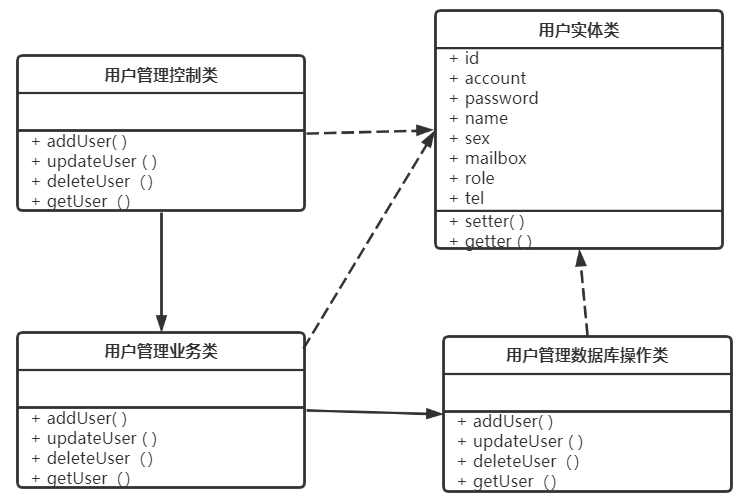 用户管理控制类
+ addUser( )
+ updateUser ( )
+ deleteUser ( )
+ getUser ( )
用户实体类
+ id
+ account
+ password
+ name
+ sex
+ mailbox
+ role
+ tel
+ setter( )
+ getter ( )
用户管理业务类
+ addUser( )
+ updateUser ( )
+ deleteUser ( )
+ getUser ( )
用户管理数据库操作类
+ addUser( )
+ updateUser ( )
+ deleteUser ( )
+ getUser ( )